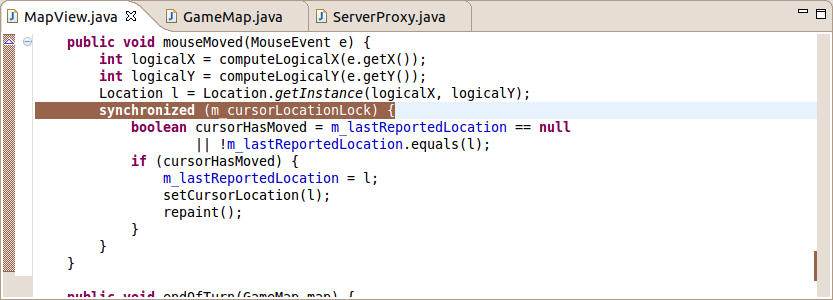 MapView.java GameMap.java ServerProxy.java
    public void mouseMoved(MouseEvent e) {
        int logicalX = computeLogicalX(e.getX());
        int logicalY = computeLogicalY(e.getY());
        Location l = Location.getInstance(logicalX, logicalY);
        synchronized (m_cursorLocationLock) {
            boolean cursorHasMoved = m_lastReportedLocation == null
                    || !m_lastReportedLocation.equals(l);
            if (cursorHasMoved) {
                m_lastReportedLocation = l;
                setCursorLocation(l);
                repaint();
            }
        }
    }
    public void endOfTurn(GameMap map) {